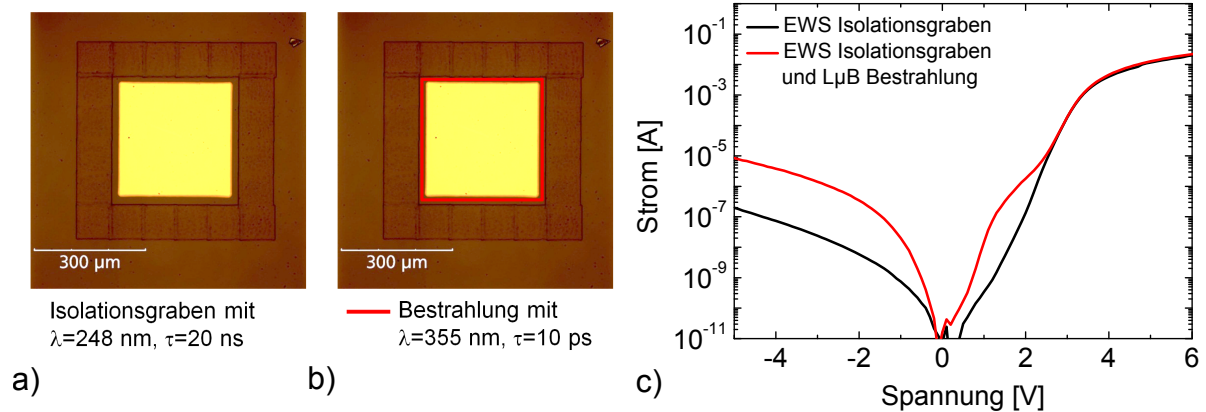 300 µm
Isolationsgraben mit
λ=248 nm, τ=20 ns
a)
300 µm
Bestrahlung mit
λ=355 nm, τ=10 ps
b)
EWS Isolationsgraben
EWS Isolationsgraben
und LµB Bestrahlung
Strom [A]
10⁻¹
10⁻³
10⁻⁵
10⁻⁷
10⁻⁹
10⁻¹¹
-4 -2 0 2 4 6
Spannung [V]
c)